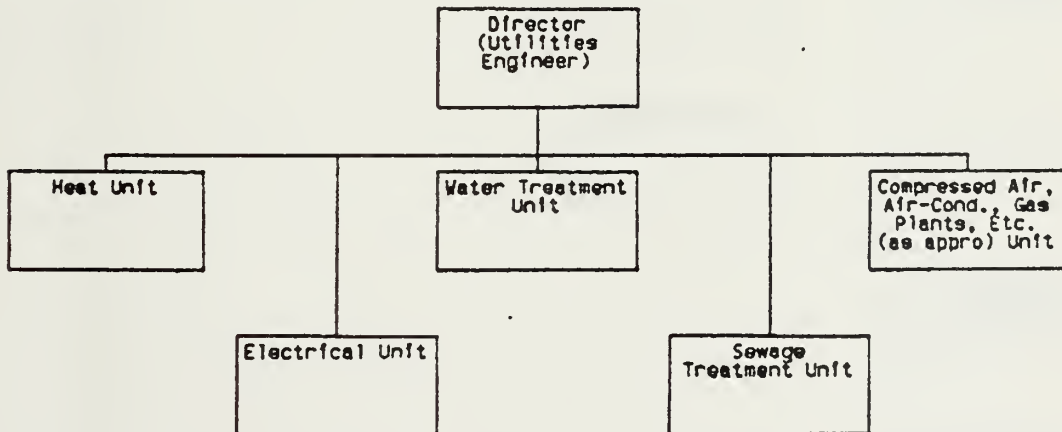 Director
(Utilities
Engineer)
Heat Unit
Water Treatment
Unit
Compressed Air,
Air-Cond., Gas
Plants, Etc.
(as appro) Unit
Electrical Unit
Sewage
Treatment Unit